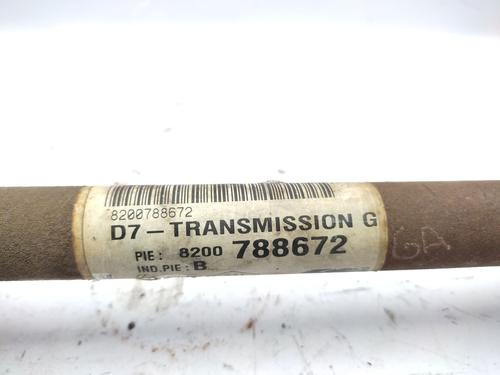 8200788672
D7-TRANSMISSION G
PIE: 8200 788672
IND.PIE: B
GA